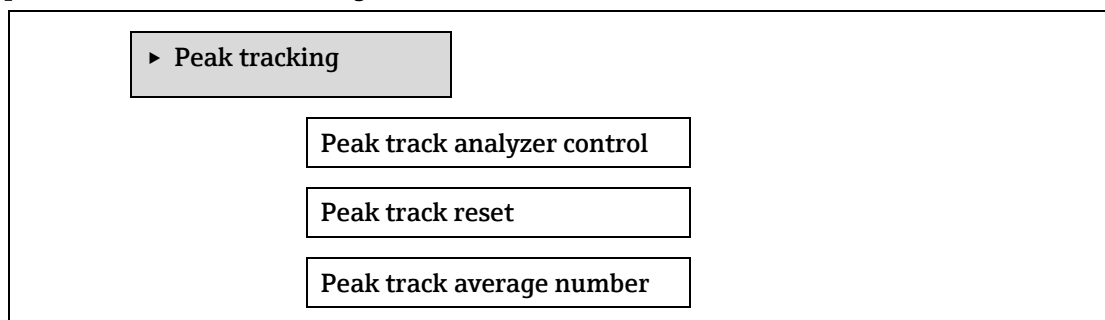 ▸ Peak tracking
Peak track analyzer control
Peak track reset
Peak track average number